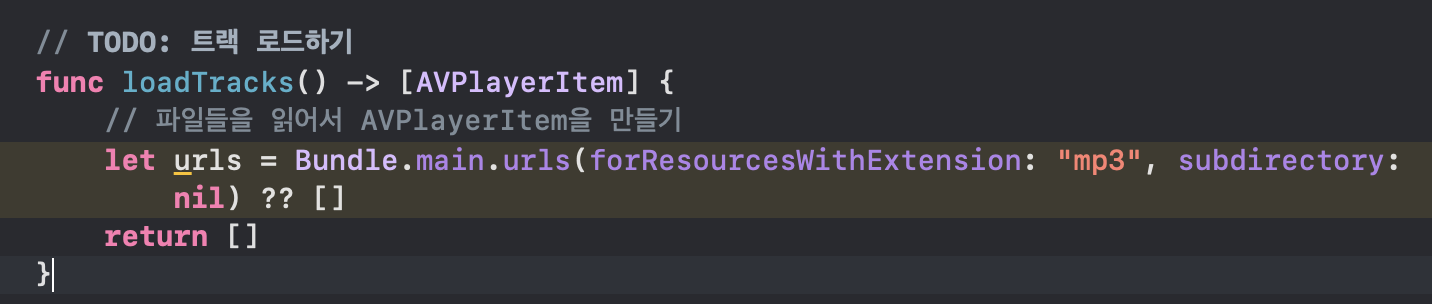 // TODO: 트랙 로드하기
func loadTracks() -> [AVPlayerItem] {
// 파일들을 읽어서 AVPlayerItem을 만들기
let urls = Bundle.main.urls(forResourcesWithExtension: "mp3", subdirectory:
nil) ?? []
return []
}